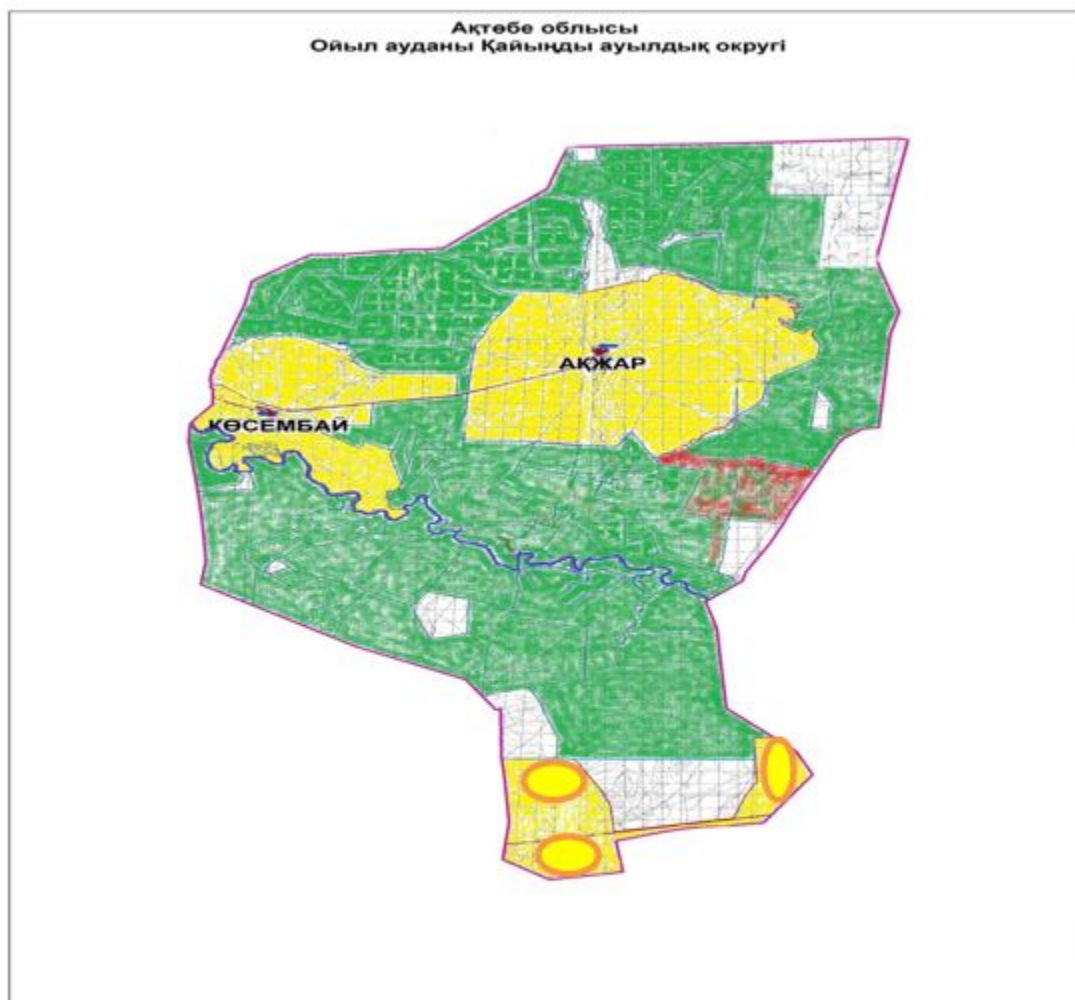 Ақтөбе облысы
Ойыл ауданы Қайыңды ауылдық округі
АҚЖАР
КӨСЕМБАЙ